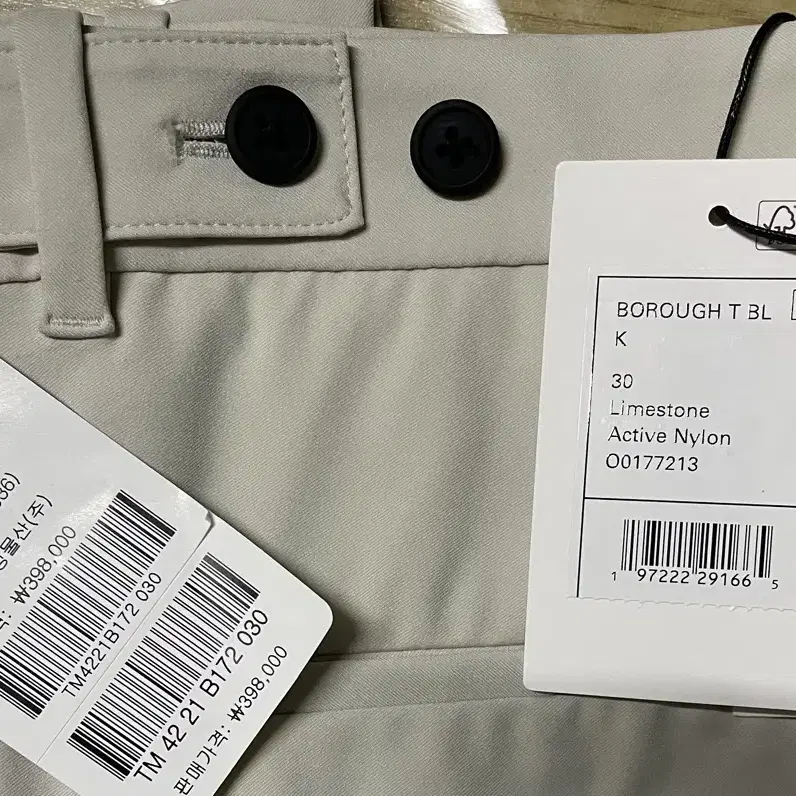 BOROUGH T BL
K
30
Limestone
Active Nylon
O0177213
1 97222 29166 5
물산(주)
₩398,000
TM4221B172 030
TM 42 21 B172 030
판매가격: ₩398,000